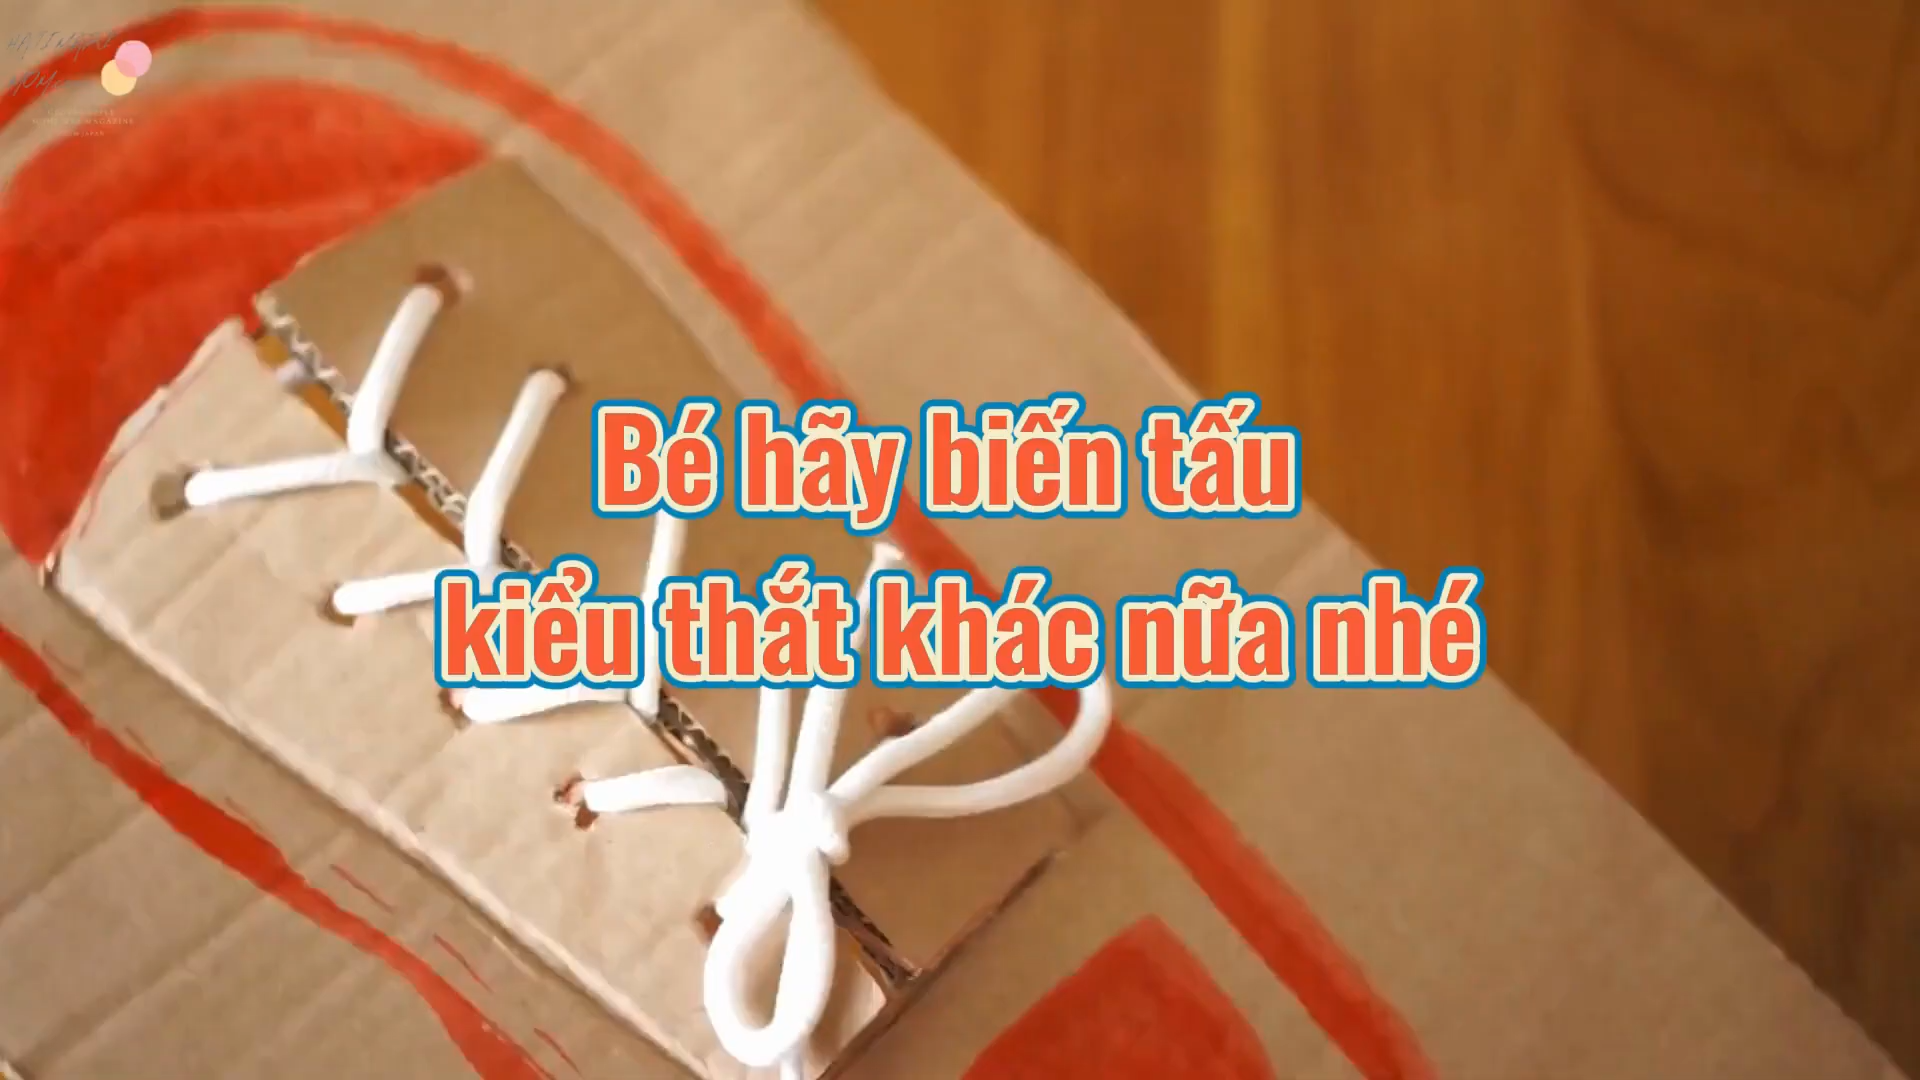 Bé hãy biến tấu
kiểu thắt khác nữa nhé